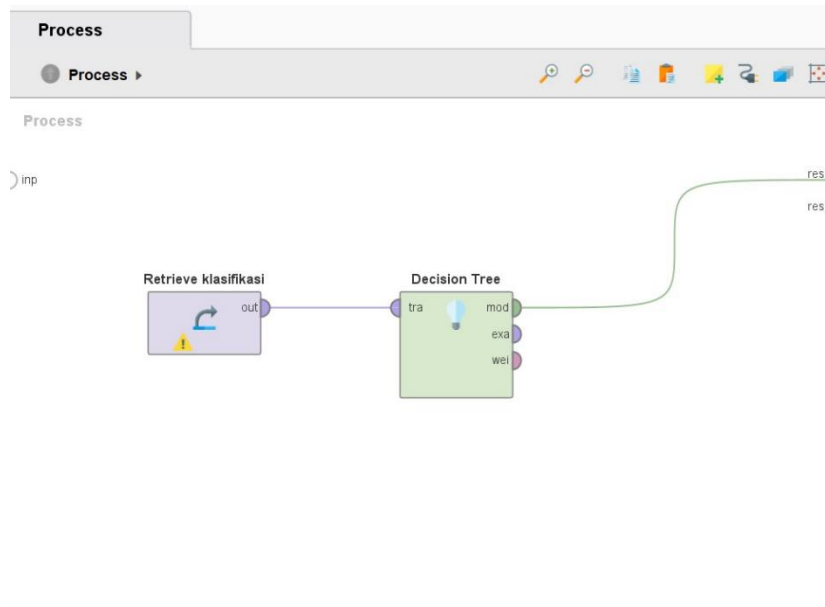 Process
Process
Process
inp
res
res
Retrieve klasifikasi
out
Decision Tree
tra
mod
exa
wei